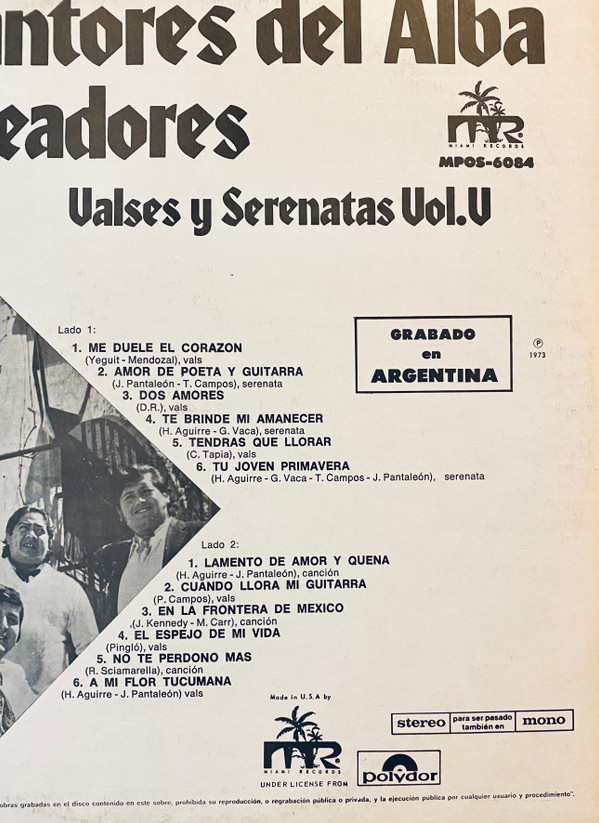 ntores del Alba
eadores
MR.
MIAMI RECORDS
MPOS-6084
Valses y Serenatas Vol.V
Lado 1:
1. ME DUELE EL CORAZON
(Yeguit - Mendozal), vals
2. AMOR DE POETA Y GUITARRA
(J. Pantaleón - T. Campos), serenata
3. DOS AMORES
(D.R.), vals
4. TE BRINDE MI AMANECER
(H. Aguirre - G. Vaca), serenata
5. TENDRAS QUE LLORAR
(C. Tapia), vals
6. TU JOVEN PRIMAVERA
(H. Aguirre - G. Vaca - T. Campos - J. Pantaleón), serenata
GRABADO
en
ARGENTINA
℗
1973
Lado 2:
1. LAMENTO DE AMOR Y QUENA
(H. Aguirre - J. Pantaleón), canción
2. CUANDO LLORA MI GUITARRA
(P. Campos), vals
3. EN LA FRONTERA DE MEXICO
(J. Kennedy - M. Carr), canción
4. EL ESPEJO DE MI VIDA
(Pingló), vals
5. NO TE PERDONO MAS
(R. Sciamarella), canción
6. A MI FLOR TUCUMANA
(H. Aguirre - J. Pantaleón) vals
Made in U.S.A by
MR.
MIAMI RECORDS
UNDER LICENSE FROM
polydor
stereo para ser pasado también en mono
obras grabadas en el disco contenido en este sobre, prohibida su reproducción, o regrabación pública o privada, y la ejecución pública por cualquier usuario y procedimiento".